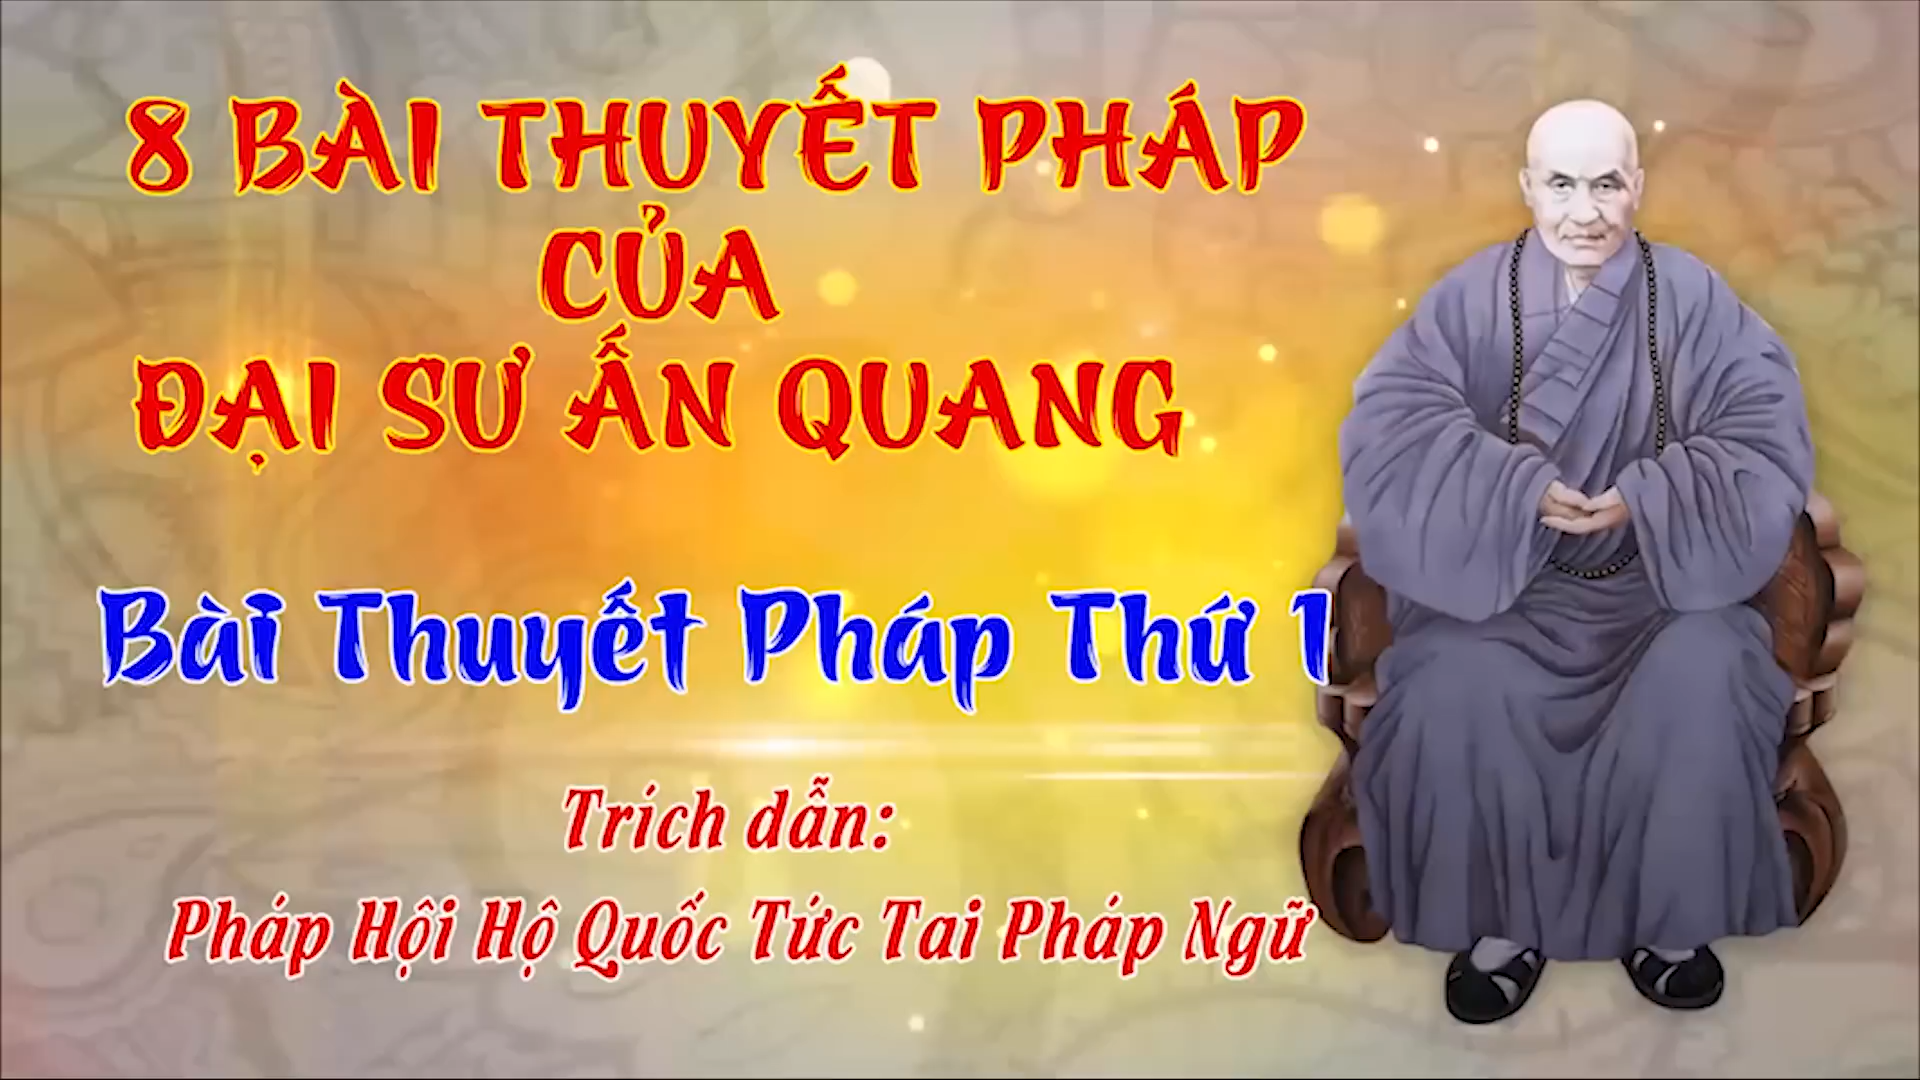 8 BÀI THUYẾT PHÁP
CỦA
ĐẠI SƯ ẤN QUANG
Bài Thuyết Pháp Thứ 1
Trích dẫn:
Pháp Hội Hộ Quốc Tức Tai Pháp Ngữ